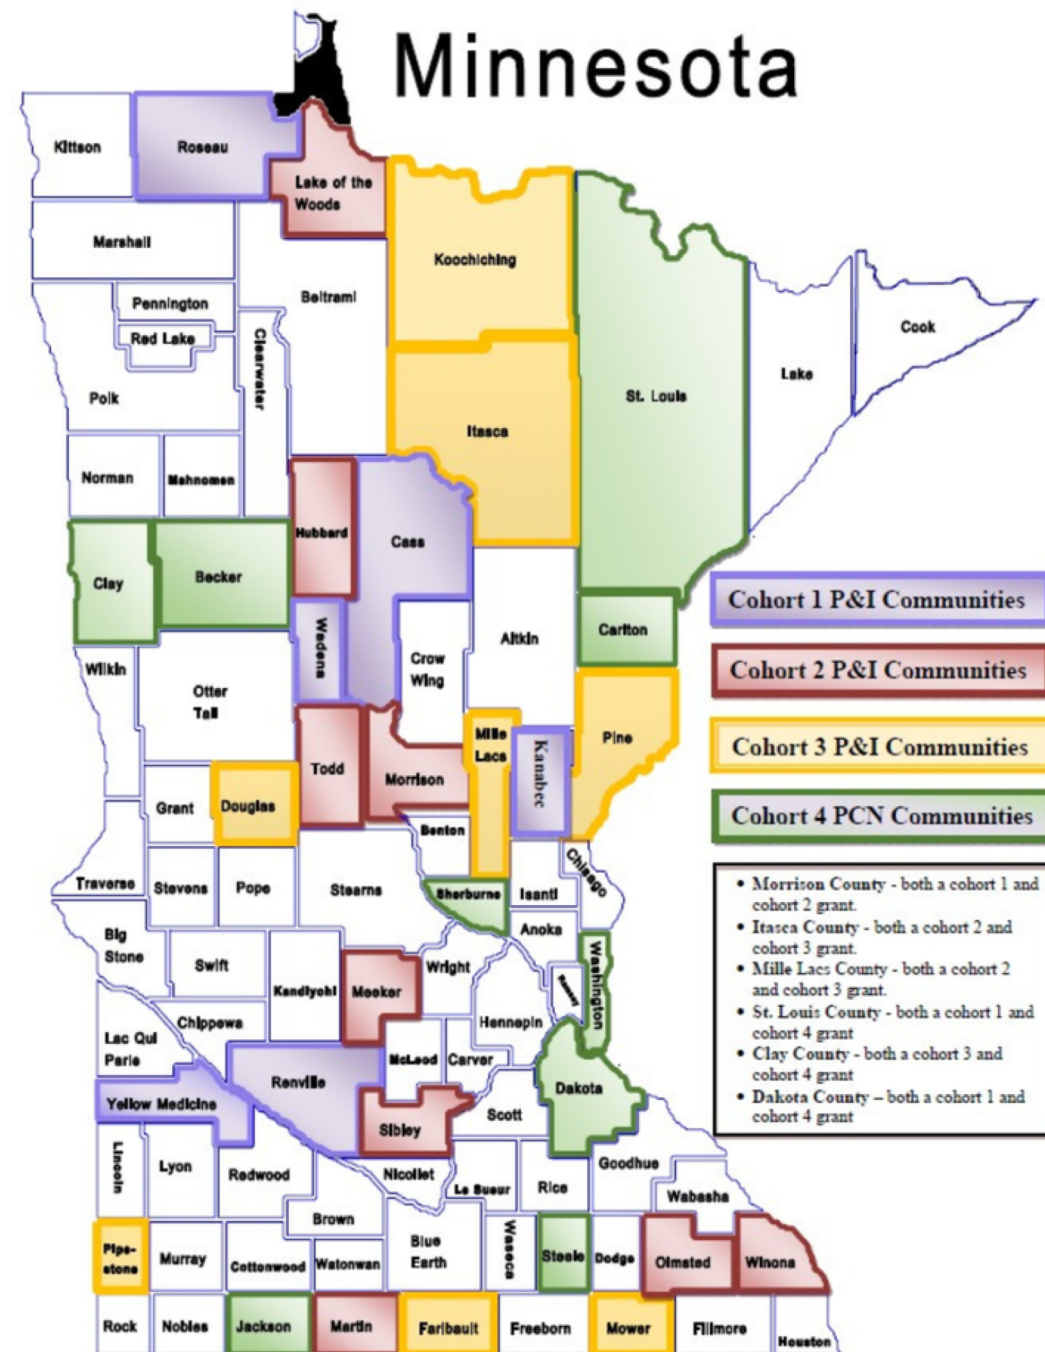 Minnesota
Kittson
Roseau
Lake of the
Woods
Marshall
Koochiching
Beltrami
Pennington
Red Lake
Clearwater
Cook
Lake
St. Louis
Polk
Itasca
Norman
Mahnomen
Hubbard
Cass
Clay
Becker
Wadena
Carlton
Aitkin
Crow
Wing
Wilkin
Otter
Tail
Mille
Lacs
Kanabec
Pine
Todd
Morrison
Grant
Douglas
Benton
Chisago
Traverse
Stevens
Pope
Stearns
Sherburne
Isanti
Anoka
Big
Stone
Swift
Kandiyohi
Meeker
Wright
Ramsey
Washington
Hennepin
Chippewa
Lac Qui
Parle
McLeod
Carver
Renville
Dakota
Yellow Medicine
Sibley
Scott
Lincoln
Lyon
Redwood
Nicollet
Le Sueur
Rice
Goodhue
Wabasha
Brown
Pipe-
stone
Murray
Cottonwood
Watonwan
Blue
Earth
Waseca
Steele
Dodge
Olmsted
Winona
Rock
Nobles
Jackson
Martin
Faribault
Freeborn
Mower
Fillmore
Houston
Cohort 1 P&I Communities
Cohort 2 P&I Communities
Cohort 3 P&I Communities
Cohort 4 PCN Communities
• Morrison County - both a cohort 1 and
cohort 2 grant.
• Itasca County - both a cohort 2 and
cohort 3 grant.
• Mille Lacs County - both a cohort 2
and cohort 3 grant.
• St. Louis County - both a cohort 1 and
cohort 4 grant
• Clay County - both a cohort 3 and
cohort 4 grant
• Dakota County – both a cohort 1 and
cohort 4 grant